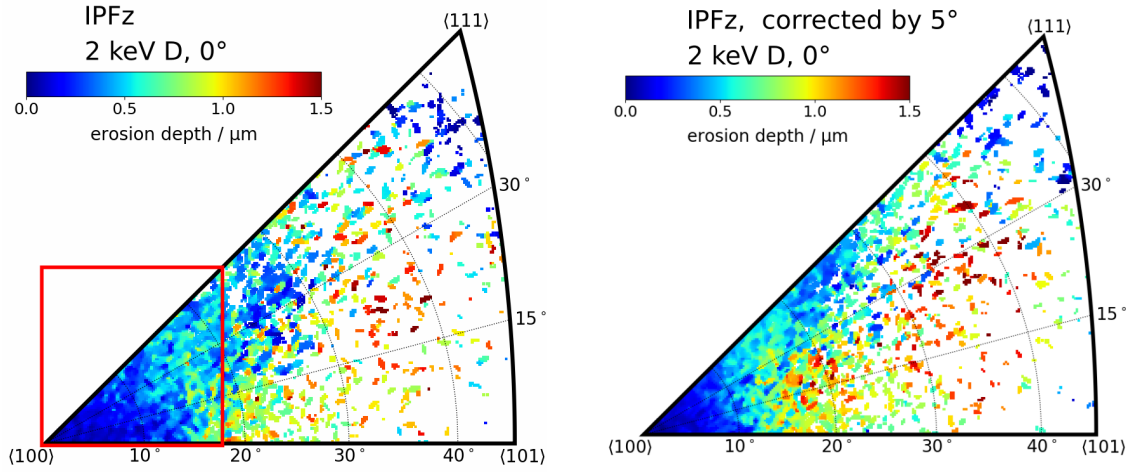 IPFz
2 keV D, 0°
0.0 0.5 1.0 1.5
erosion depth / µm
⟨111⟩
30°
15°
⟨100⟩ 10° 20° 30° 40° ⟨101⟩
IPFz, corrected by 5°
2 keV D, 0°
0.0 0.5 1.0 1.5
erosion depth / µm
⟨111⟩
30°
15°
⟨100⟩ 10° 20° 30° 40° ⟨101⟩